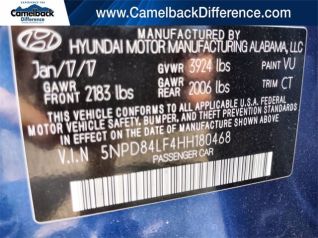 Camelback
Difference.com
www.CamelbackDifference.com
MANUFACTURED BY
HYUNDAI MOTOR MANUFACTURING ALABAMA, LLC
Jan/17/17 GVWR 3924 lbs PAINT VU
GAWR FRONT 2183 lbs GAWR REAR 2006 lbs TRIM CT
THIS VEHICLE CONFORMS TO ALL APPLICABLE
FEDERAL MOTOR VEHICLE SAFETY, BUMPER,
AND THEFT PREVENTION STANDARDS IN EFFECT
ON THE DATE OF MANUFACTURE SHOWN ABOVE.
V.I.N 5NPD84LF4HH180468
PASSENGER CAR